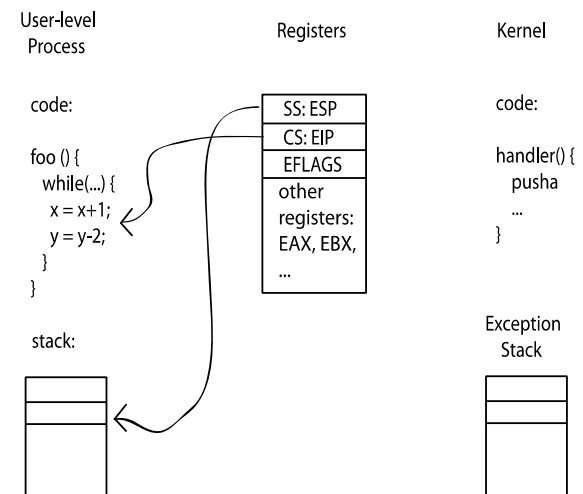 User-level
Process
code:
foo () {
while(...) {
x = x+1;
y = y-2;
}
}
stack:
Registers
SS: ESP
CS: EIP
EFLAGS
other
registers:
EAX, EBX,
...
Kernel
code:
handler() {
pusha
...
}
Exception
Stack